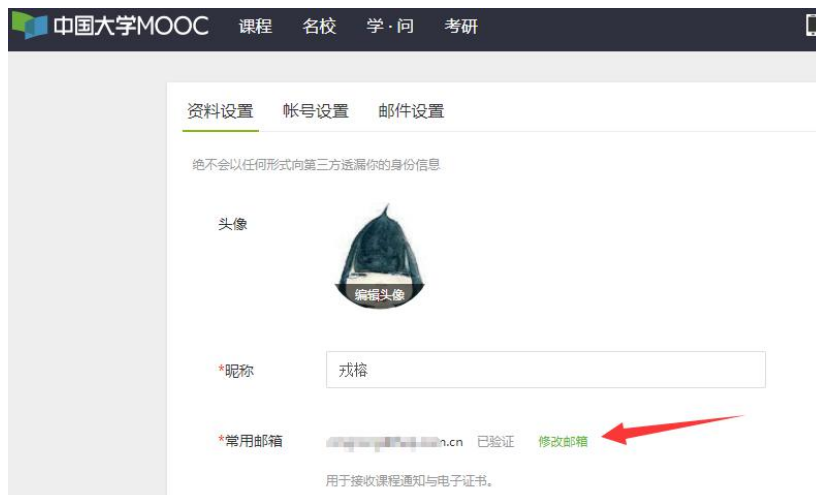 中国大学MOOC 课程 名校 学·问 考研
资料设置 帐号设置 邮件设置
绝不会以任何形式向第三方透漏你的身份信息
头像
编辑头像
*昵称 戎榕
*常用邮箱 n.cn 已验证 修改邮箱
用于接收课程通知与电子证书。